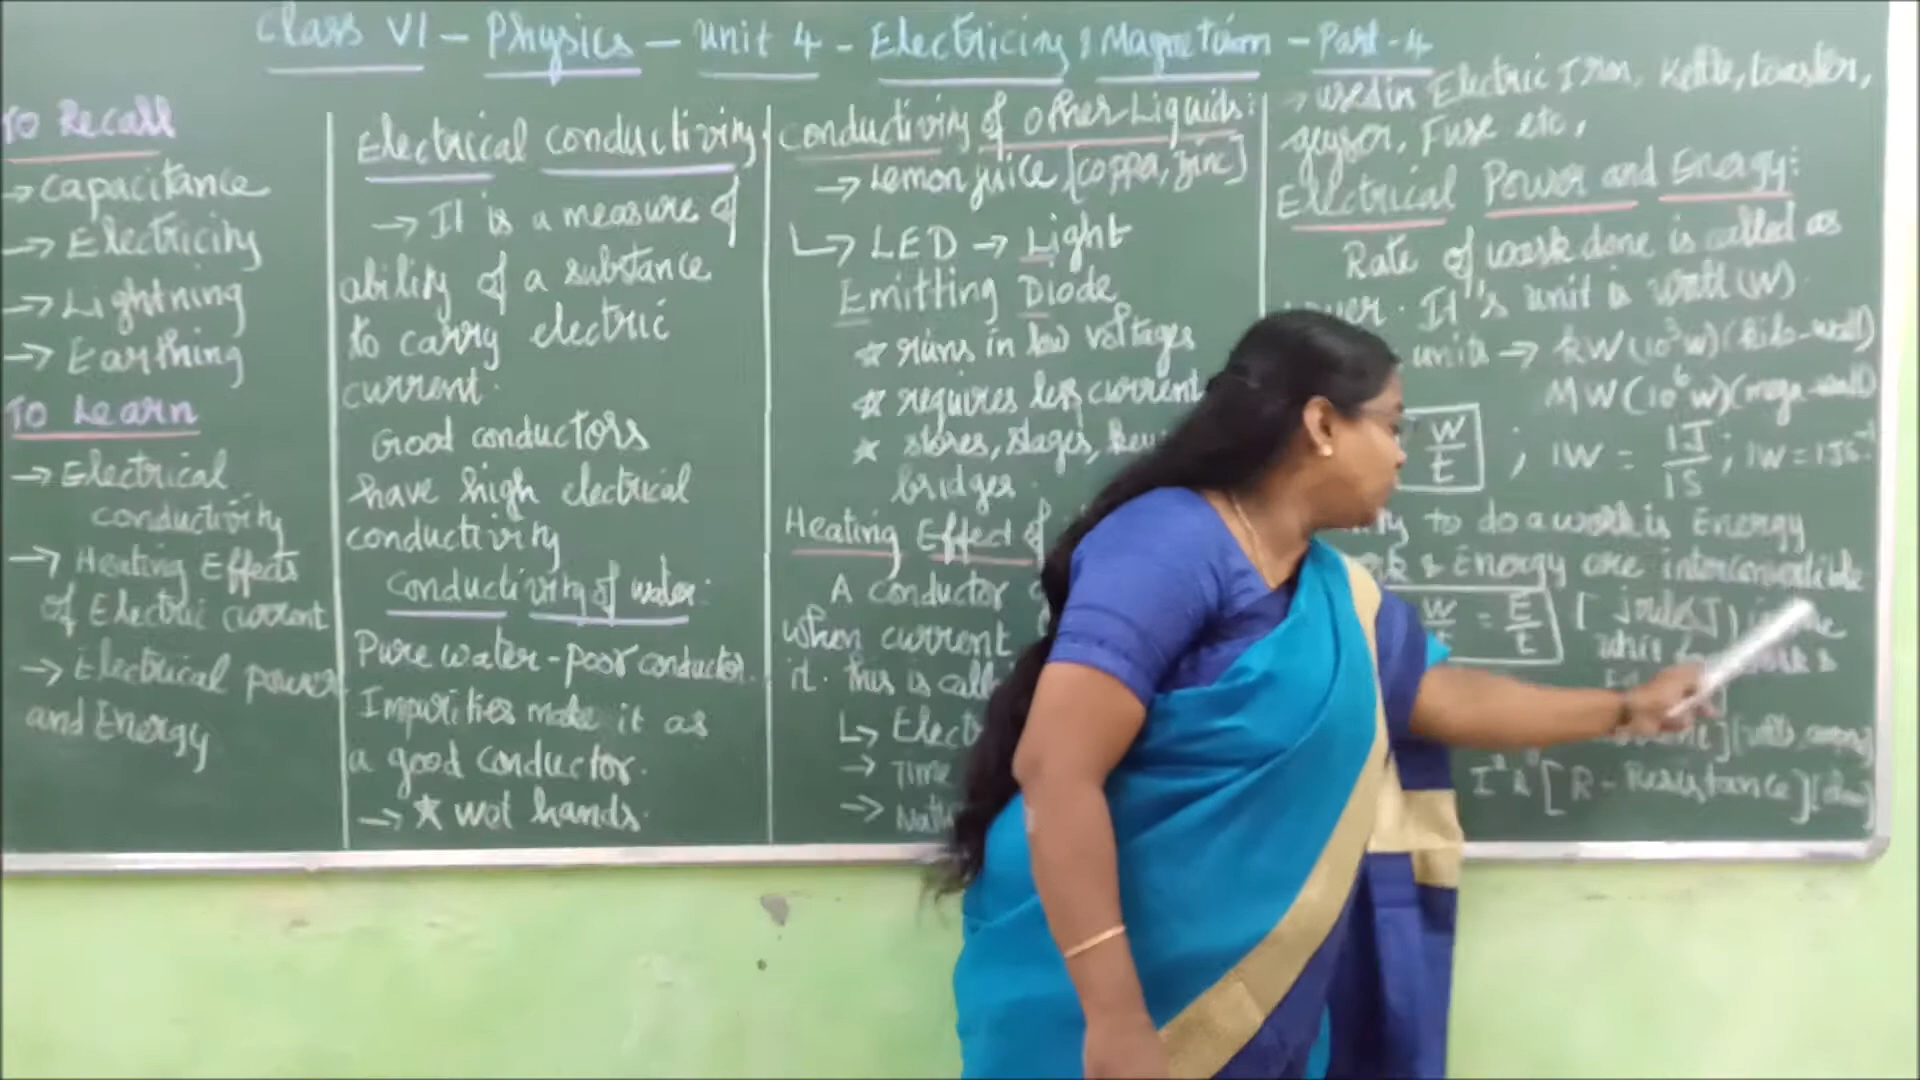 Class VI - Physics - Unit 4 - Electricity & Magnetism - Part - 4
To Recall
→ Capacitance
→ Electricity
→ Lightning
→ Earthing
To Learn
→ Electrical
conductivity
→ Heating Effects
of Electric current
→ Electrical power
and Energy
Electrical conductivity
→ It is a measure of
ability of a substance
to carry electric
current.
Good conductors
have high electrical
conductivity
Conductivity of water:
Pure water - poor conductor.
Impurities make it as
a good conductor.
→ ★ wet hands.
Conductivity of other Liquids:
→ Lemon juice [copper, zinc]
↳ LED → Light
Emitting Diode
★ runs in low voltages
★ requires less current
★ stores, stages,
bridges.
Heating Effect of
A conductor
when current
it. This is
↳
→ Time
→
→ used in Electric Iron, Kettle, toaster,
geyser, Fuse etc,
Electrical Power and Energy:
Rate of work done is called as
It's unit is watt (W).
units → kW (10³W) (kilo-watt)
MW (10⁶W) (mega-watt)
W/t ; 1W = 1J/1S ; 1W = 1Js⁻¹
to do a work is Energy
& Energy are interconvertible
= E/t [joules(J)
I²R [R - Resistance]